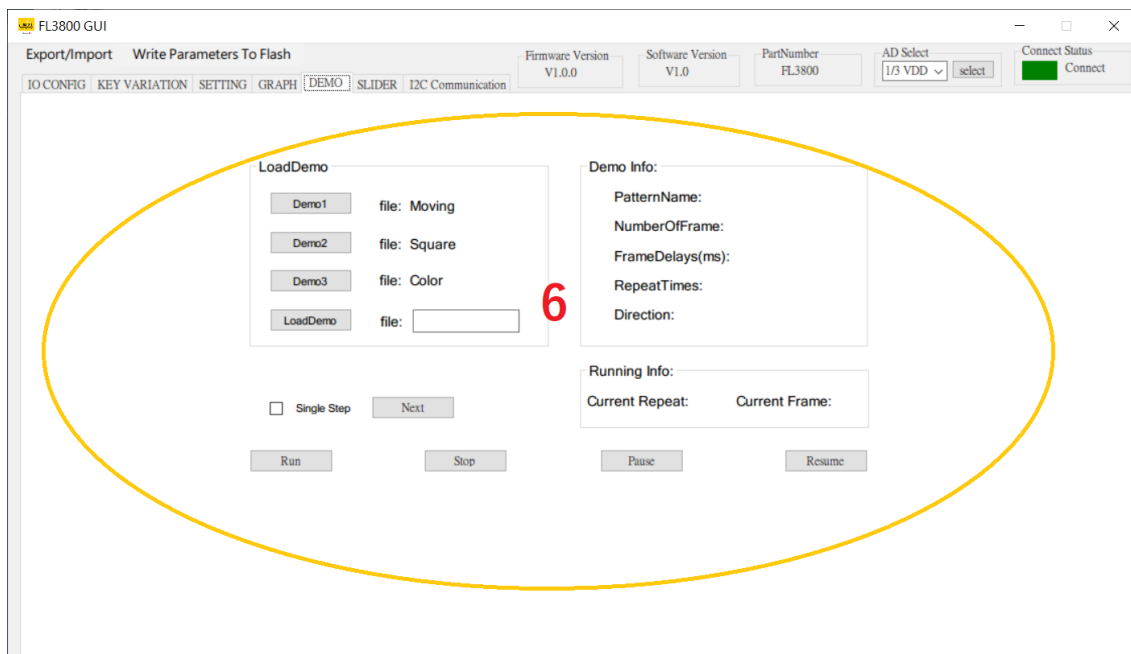 FL3800 GUI
Export/Import Write Parameters To Flash
Firmware Version
V1.0.0
Software Version
V1.0
PartNumber
FL3800
AD Select
1/3 VDD select
Connect Status
Connect
IO CONFIG KEY VARIATION SETTING GRAPH DEMO SLIDER I2C Communication
LoadDemo
Demo1 file: Moving
Demo2 file: Square
Demo3 file: Color
LoadDemo file:
6
Demo Info:
PatternName:
NumberOfFrame:
FrameDelays(ms):
RepeatTimes:
Direction:
Running Info:
Current Repeat: Current Frame:
Single Step Next
Run Stop Pause Resume